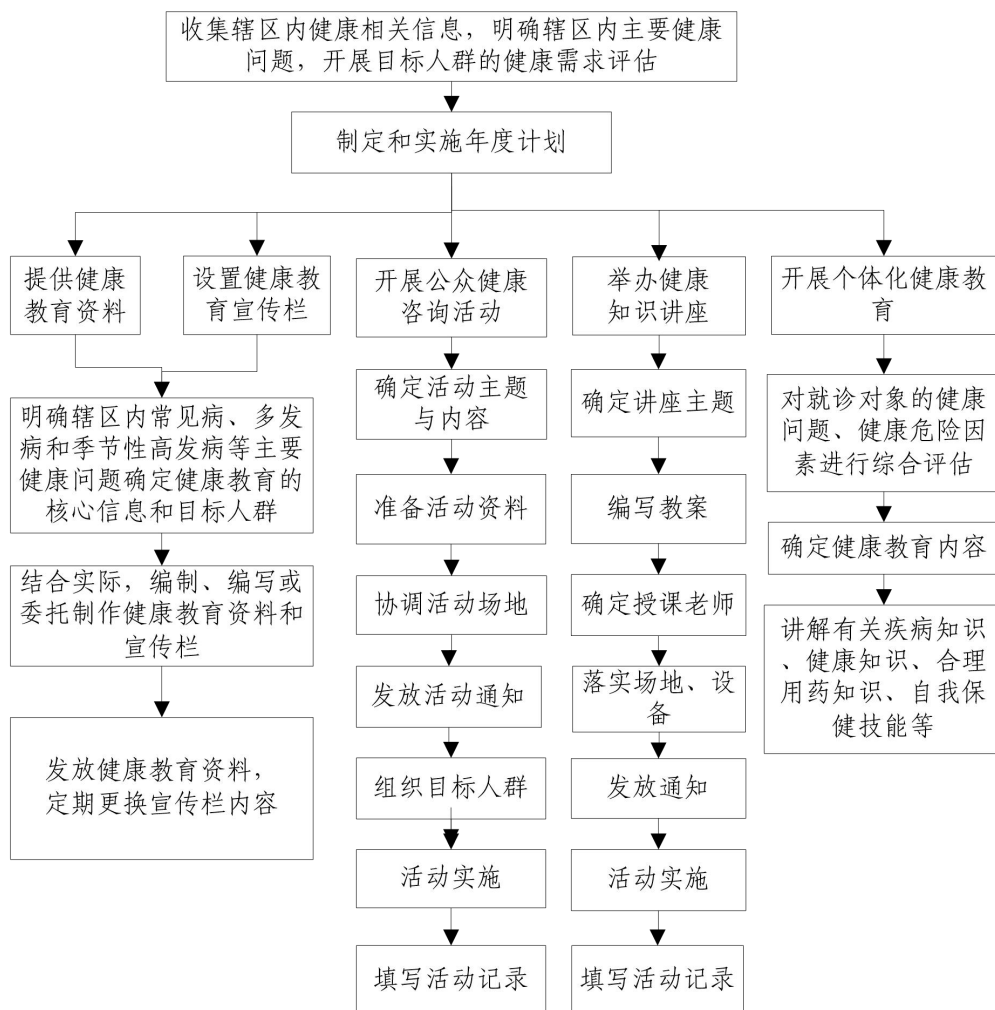 收集辖区内健康相关信息，明确辖区内主要健康
问题，开展目标人群的健康需求评估
制定和实施年度计划
提供健康
教育资料
设置健康教
育宣传栏
开展公众健康
咨询活动
举办健康
知识讲座
开展个体化健康教
育
明确辖区内常见病、多发
病和季节性高发病等主要
健康问题确定健康教育的
核心信息和目标人群
结合实际，编制、编写或
委托制作健康教育资料和
宣传栏
发放健康教育资料，
定期更换宣传栏内容
确定活动主题
与内容
准备活动资料
协调活动场地
发放活动通知
组织目标人群
活动实施
填写活动记录
确定讲座主题
编写教案
确定授课老师
落实场地、设
备
发放通知
活动实施
填写活动记录
对就诊对象的健康
问题、健康危险因
素进行综合评估
确定健康教育内容
讲解有关疾病知识
、健康知识、合理
用药知识、自我保
健技能等